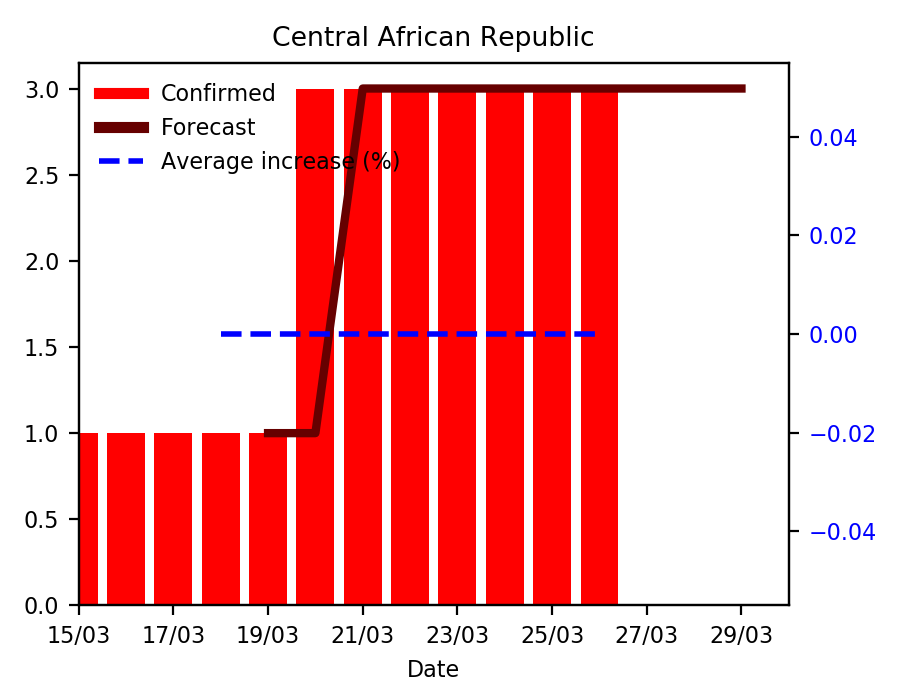 Central African Republic
Confirmed
Forecast
Average increase (%)
3.0
2.5
2.0
1.5
1.0
0.5
0.0
0.04
0.02
0.00
−0.02
−0.04
15/03 17/03 19/03 21/03 23/03 25/03 27/03 29/03
Date